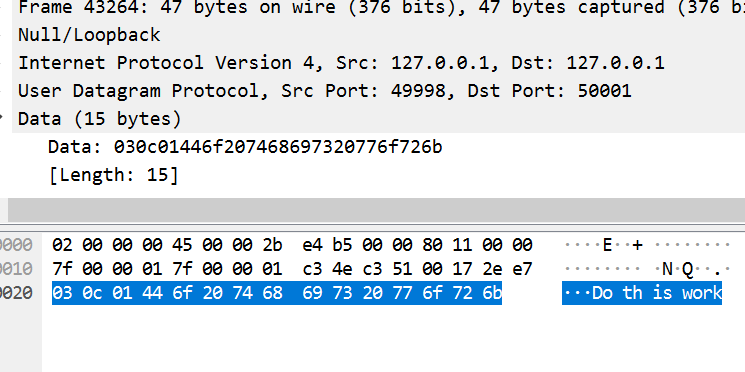 Frame 43264: 47 bytes on wire (376 bits), 47 bytes captured (376 b
Null/Loopback
Internet Protocol Version 4, Src: 127.0.0.1, Dst: 127.0.0.1
User Datagram Protocol, Src Port: 49998, Dst Port: 50001
Data (15 bytes)
Data: 030c01446f207468697320776f726b
[Length: 15]
0000 02 00 00 00 45 00 00 2b e4 b5 00 00 80 11 00 00 ····E··+ ········
0010 7f 00 00 01 7f 00 00 01 c3 4e c3 51 00 17 2e e7 ········ ·N·Q··.·
0020 03 0c 01 44 6f 20 74 68 69 73 20 77 6f 72 6b ···Do th is work